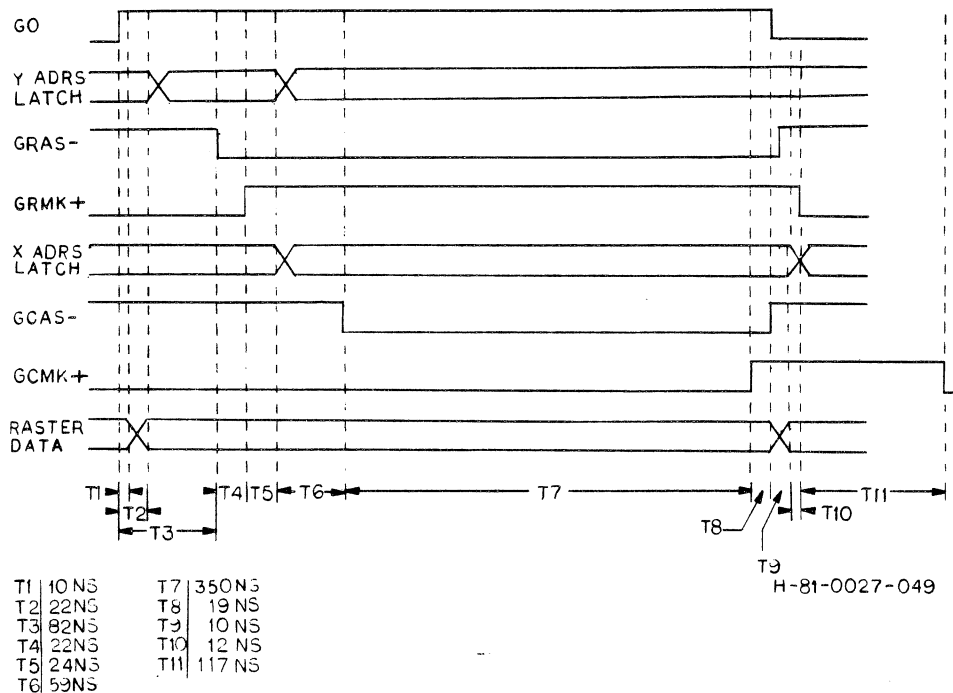 GO
Y ADRS
LATCH
GRAS-
GRMK+
X ADRS
LATCH
GCAS-
GCMK+
RASTER
DATA
T1 T4 T5 T6 T7 T11
T2
T3
T8 T10
T9
H-81-0027-049
T1 10 NS T7 350 NS
T2 22NS T8 19 NS
T3 82NS T9 10 NS
T4 22NS T10 12 NS
T5 24NS T11 117 NS
T6 59NS